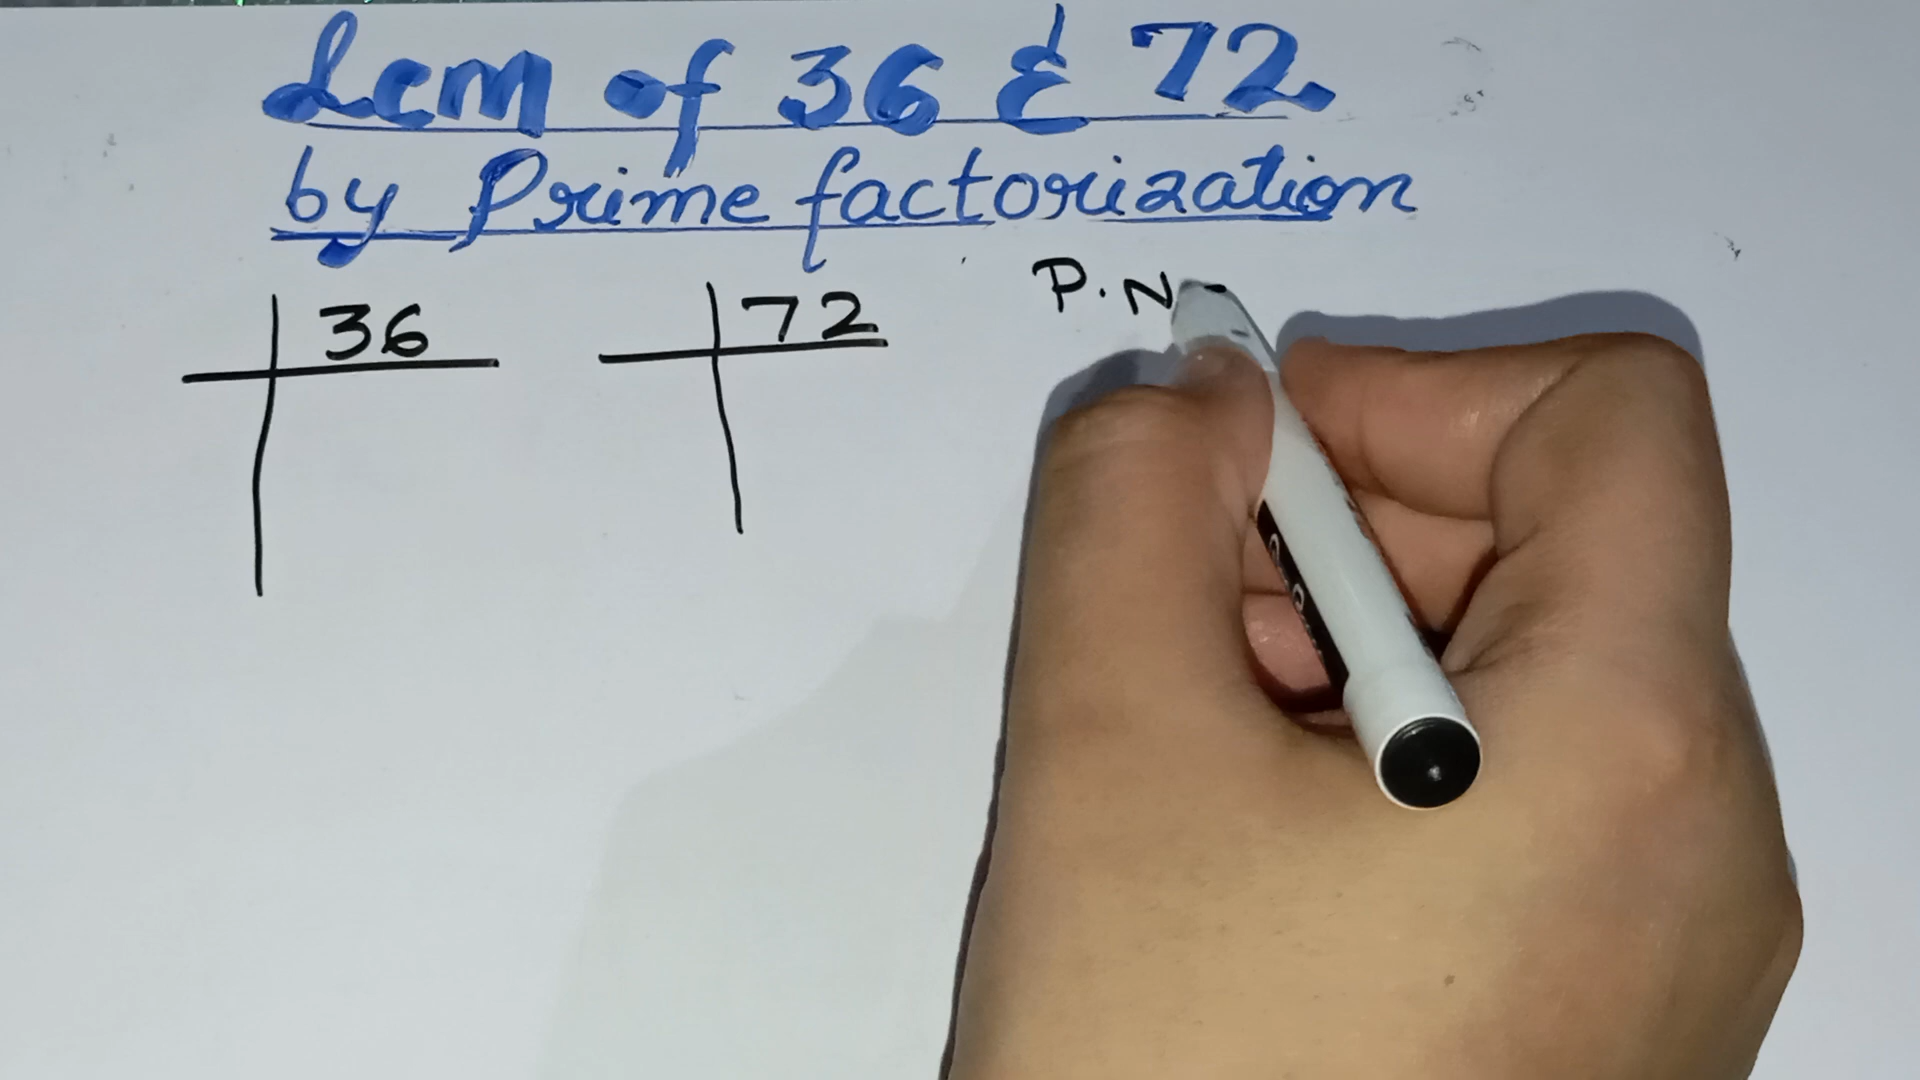 Lcm of 36 & 72
by Prime factorization
36
72
P. N